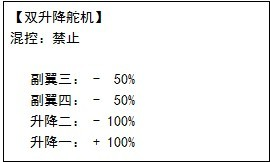 【双升降舵机】
混控: 禁止
副翼三: - 50%
副翼四: - 50%
升降二: - 100%
升降一: + 100%